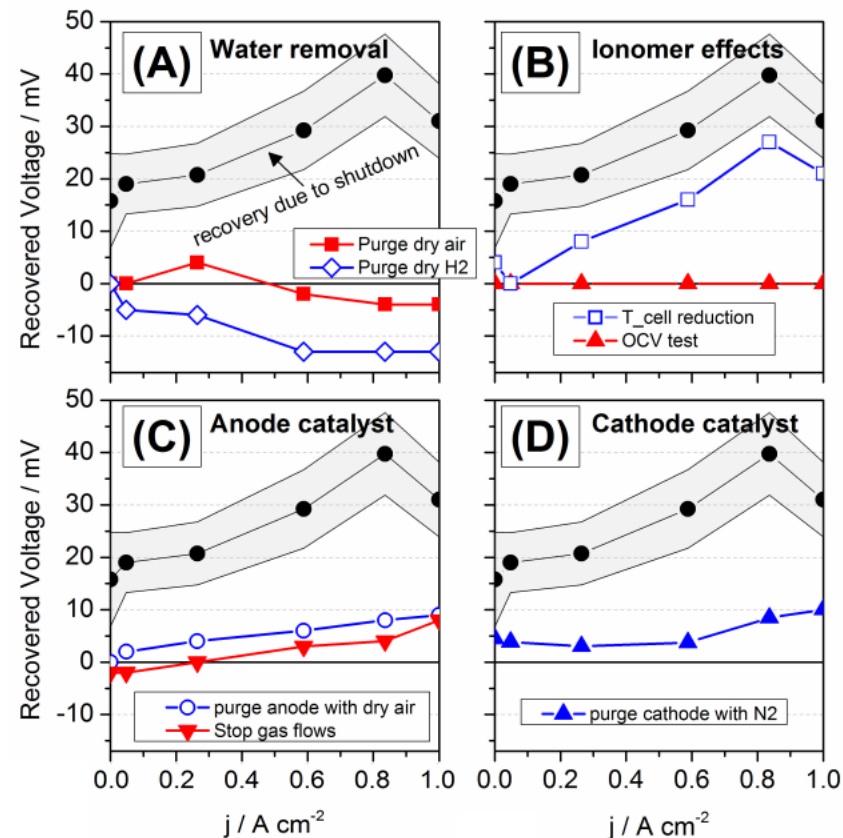 (A) Water removal
50
40
30
20
10
0
-10
Recovered Voltage / mV
recovery due to shutdown
Purge dry air
Purge dry H2
(B) Ionomer effects
T_cell reduction
OCV test
(C) Anode catalyst
50
40
30
20
10
0
-10
Recovered Voltage / mV
purge anode with dry air
Stop gas flows
0.0 0.2 0.4 0.6 0.8 1.0
j / A cm-2
(D) Cathode catalyst
purge cathode with N2
0.0 0.2 0.4 0.6 0.8 1.0
j / A cm-2